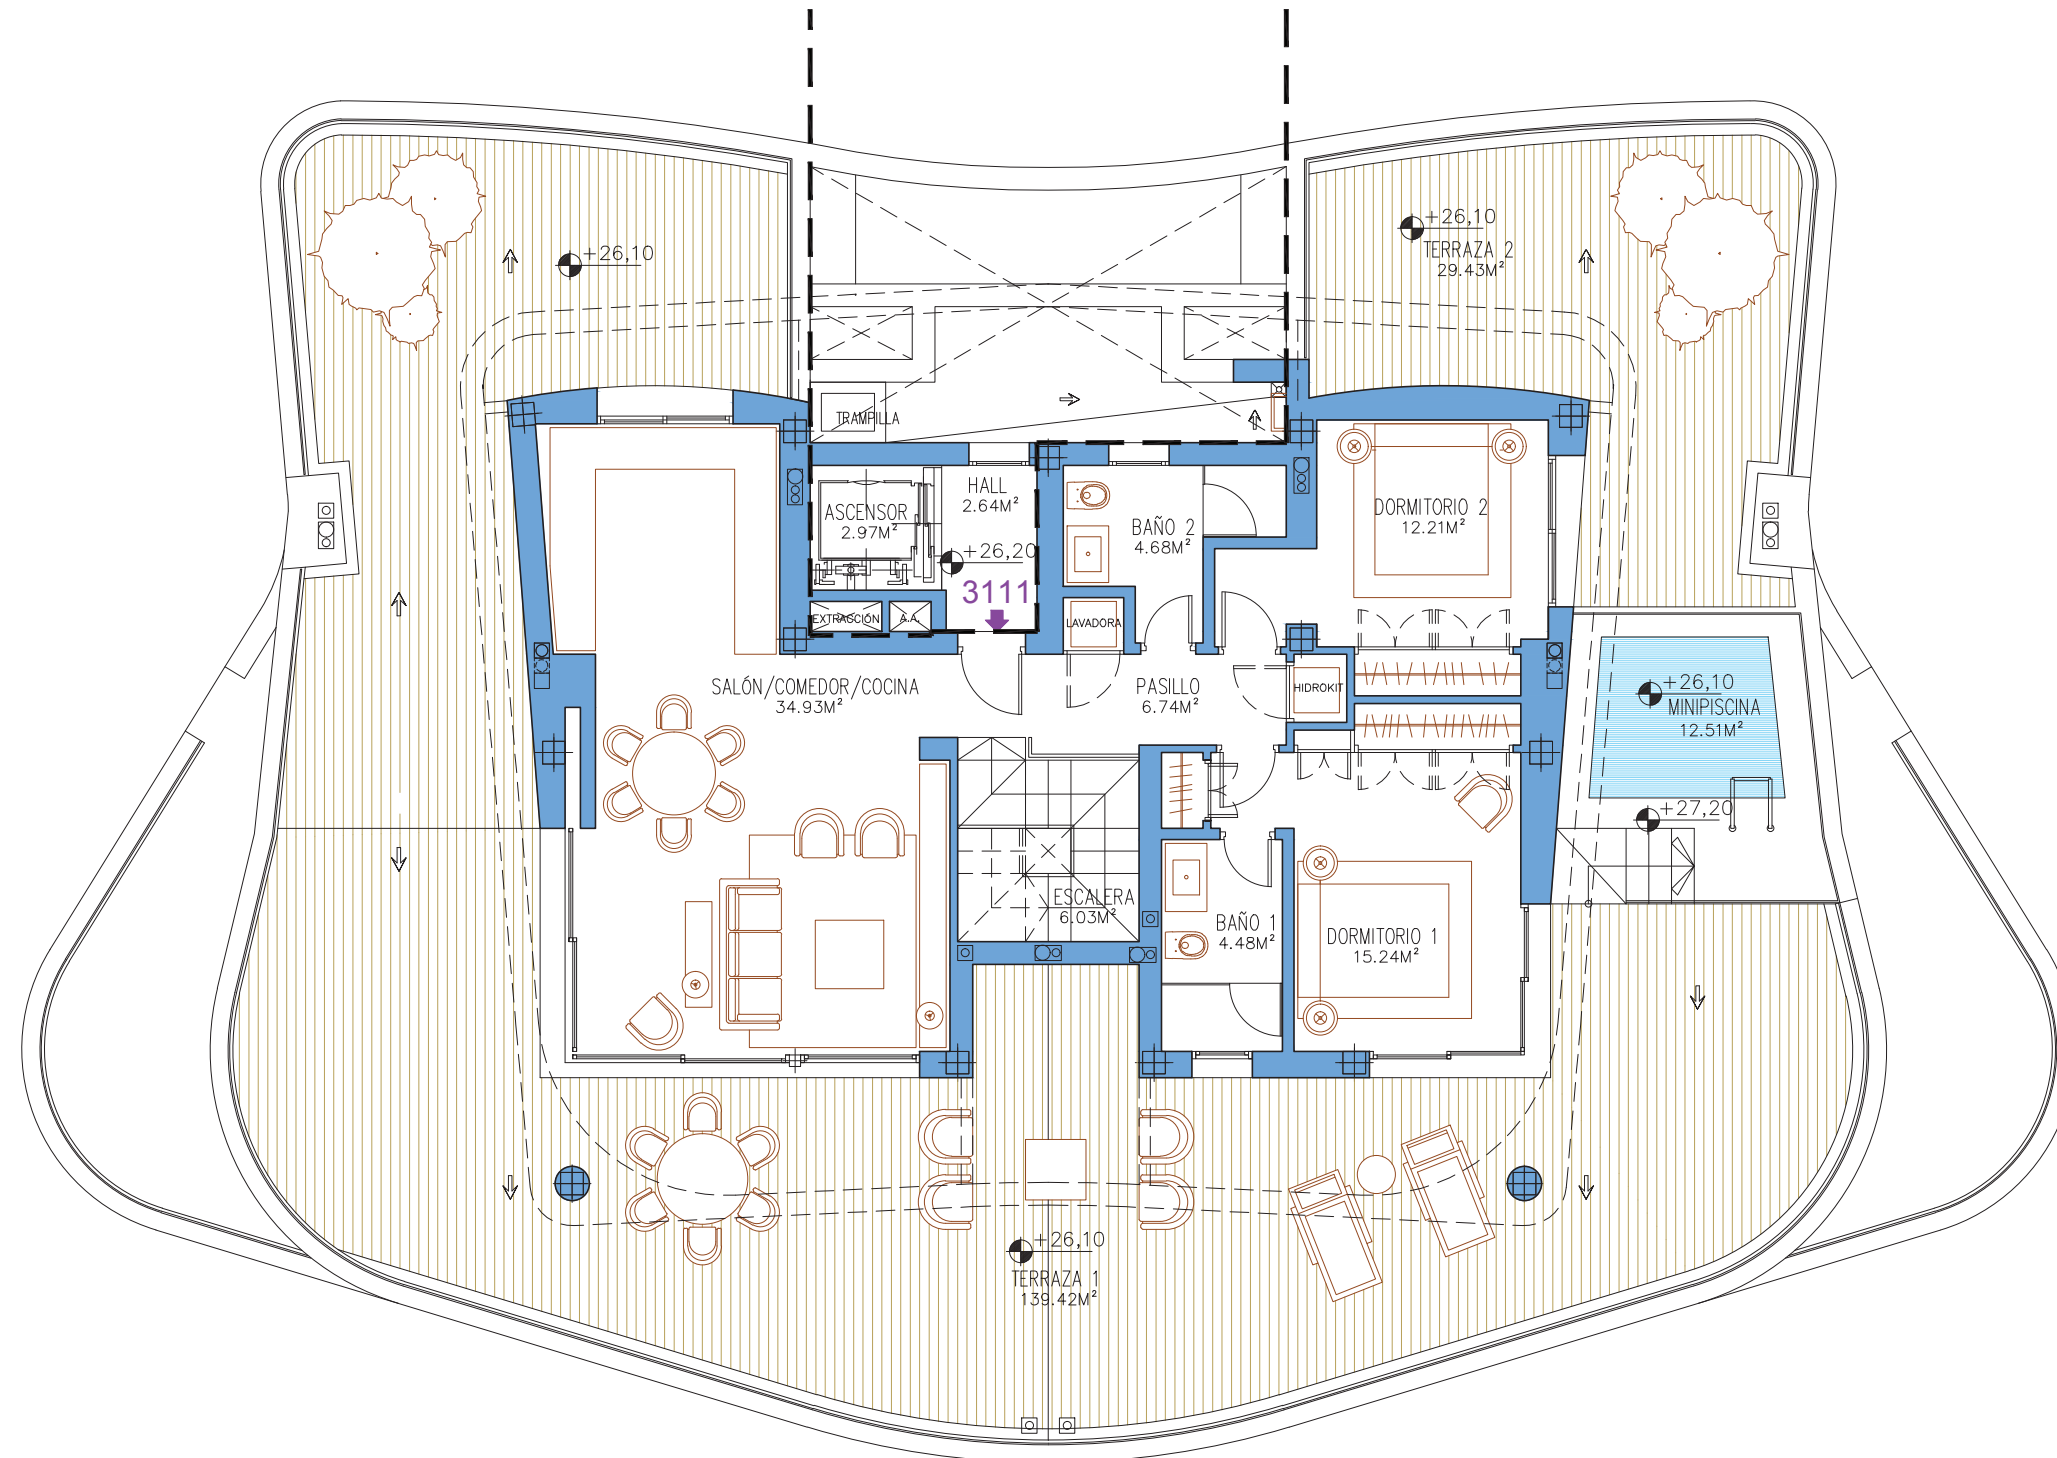 +26,10
TERRAZA 2
29.43M²
+26,10
TRAMPILLA
HALL
2.64M²
ASCENSOR
2.97M²
+26,20
3111
EXTRACCIÓN
A.A.
BAÑO 2
4.68M²
LAVADORA
DORMITORIO 2
12.21M²
SALÓN/COMEDOR/COCINA
34.93M²
PASILLO
6.74M²
HIDROKIT
+26,10
MINIPISCINA
12.51M²
+27,20
ESCALERA
6.03M²
BAÑO 1
4.48M²
DORMITORIO 1
15.24M²
+26,10
TERRAZA 1
139.42M²